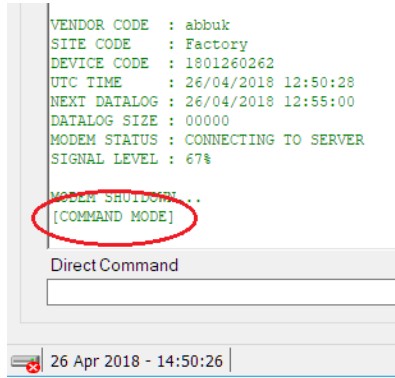 VENDOR CODE : abbuk
SITE CODE : Factory
DEVICE CODE : 1801260262
UTC TIME : 26/04/2018 12:50:28
NEXT DATALOG : 26/04/2018 12:55:00
DATALOG SIZE : 00000
MODEM STATUS : CONNECTING TO SERVER
SIGNAL LEVEL : 67%
MODEM SHUTDOWN...
[COMMAND MODE]
Direct Command
26 Apr 2018 - 14:50:26